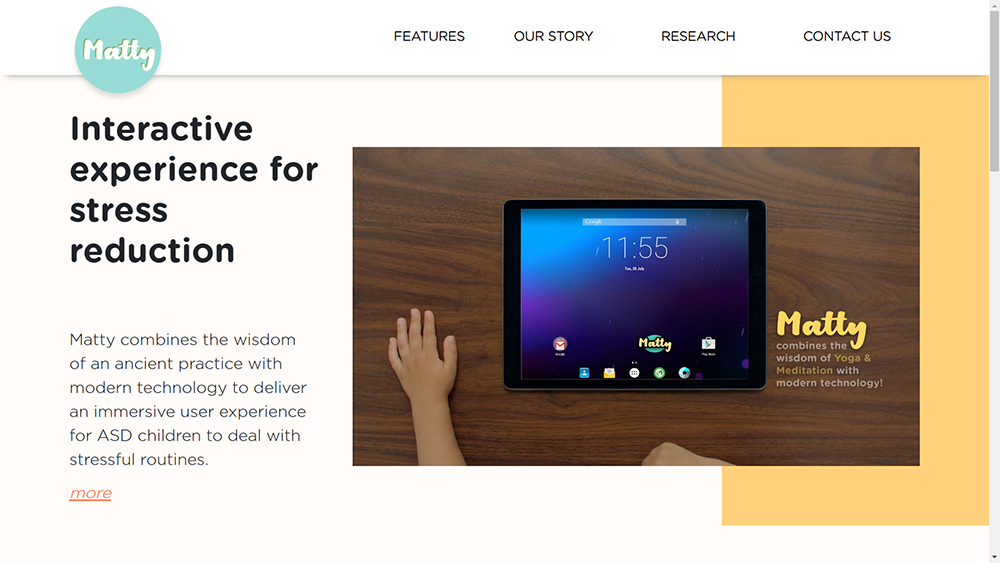 Matty
FEATURES
OUR STORY
RESEARCH
CONTACT US
Interactive
experience for
stress
reduction
Matty combines the wisdom
of an ancient practice with
modern technology to deliver
an immersive user experience
for ASD children to deal with
stressful routines.
more
Google
11:55
Tue, 28 July
Matty
Google
Play Store
Matty
combines the
wisdom of Yoga &
Meditation with
modern technology!